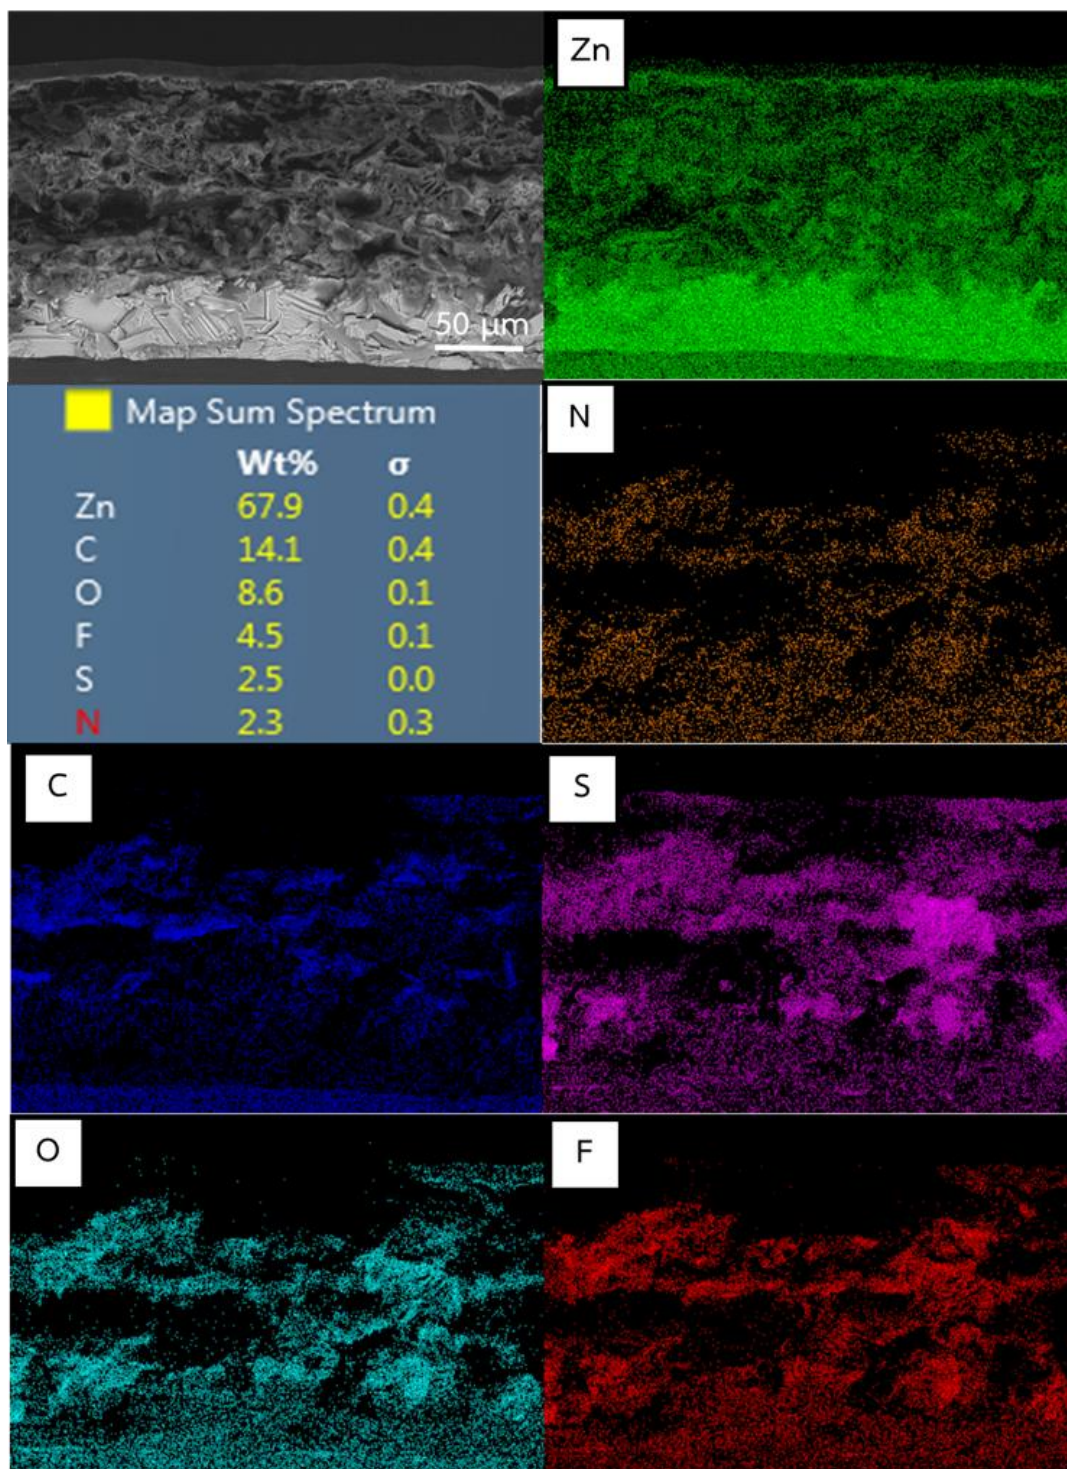 Zn
50 μm
Map Sum Spectrum
Wt% σ
Zn 67.9 0.4
C 14.1 0.4
O 8.6 0.1
F 4.5 0.1
S 2.5 0.0
N 2.3 0.3
N
C
S
O
F